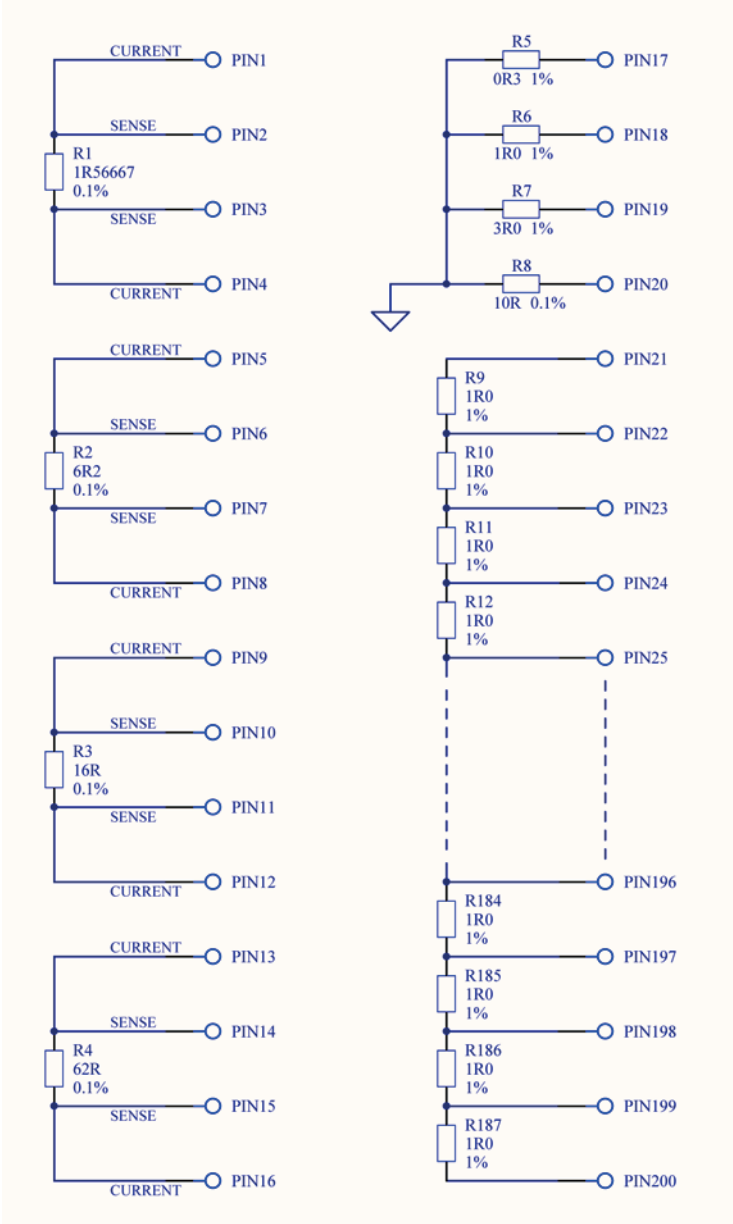 CURRENT
PIN1
SENSE
PIN2
R1
1R56667
0.1%
PIN3
SENSE
PIN4
CURRENT
CURRENT
PIN5
SENSE
PIN6
R2
6R2
0.1%
PIN7
SENSE
PIN8
CURRENT
CURRENT
PIN9
SENSE
PIN10
R3
16R
0.1%
PIN11
SENSE
PIN12
CURRENT
CURRENT
PIN13
SENSE
PIN14
R4
62R
0.1%
PIN15
SENSE
PIN16
CURRENT
R5
PIN17
0R3 1%
R6
PIN18
1R0 1%
R7
PIN19
3R0 1%
R8
PIN20
10R 0.1%
PIN21
R9
1R0
1%
PIN22
R10
1R0
1%
PIN23
R11
1R0
1%
PIN24
R12
1R0
1%
PIN25
PIN196
R184
1R0
1%
PIN197
R185
1R0
1%
PIN198
R186
1R0
1%
PIN199
R187
1R0
1%
PIN200